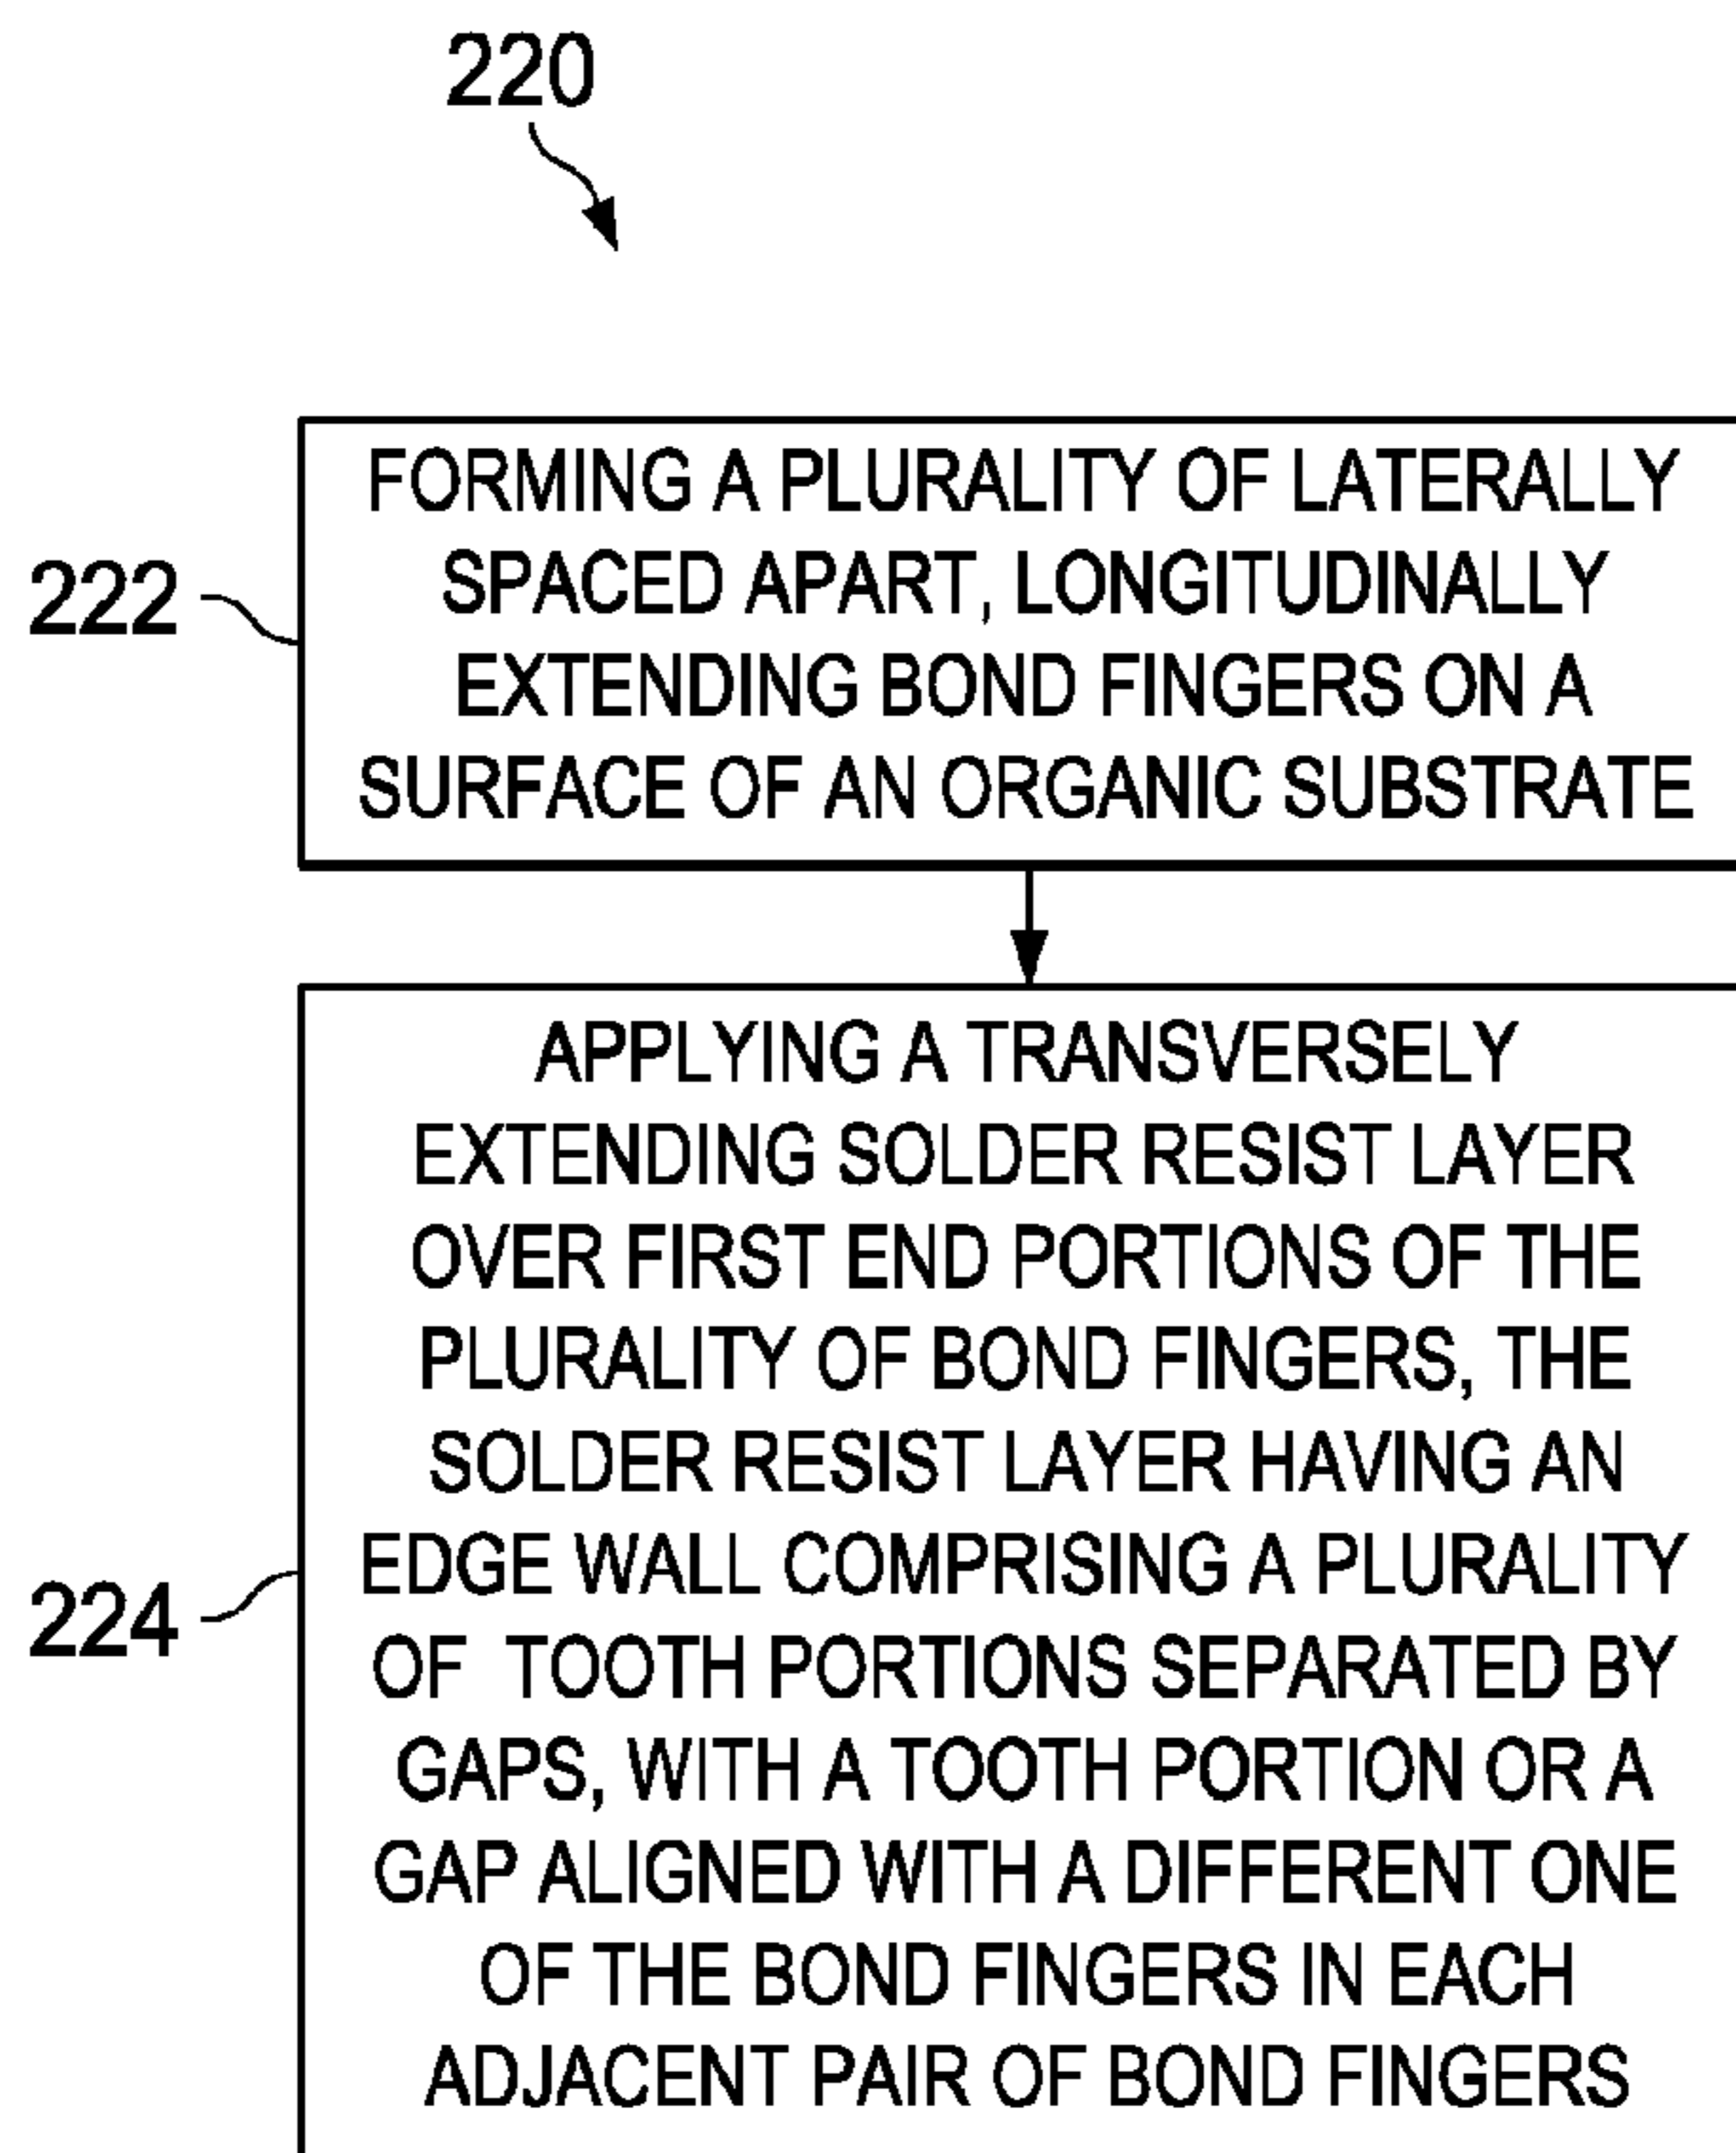 220
222
FORMING A PLURALITY OF LATERALLY
SPACED APART, LONGITUDINALLY
EXTENDING BOND FINGERS ON A
SURFACE OF AN ORGANIC SUBSTRATE
224
APPLYING A TRANSVERSELY
EXTENDING SOLDER RESIST LAYER
OVER FIRST END PORTIONS OF THE
PLURALITY OF BOND FINGERS, THE
SOLDER RESIST LAYER HAVING AN
EDGE WALL COMPRISING A PLURALITY
OF TOOTH PORTIONS SEPARATED BY
GAPS, WITH A TOOTH PORTION OR A
GAP ALIGNED WITH A DIFFERENT ONE
OF THE BOND FINGERS IN EACH
ADJACENT PAIR OF BOND FINGERS